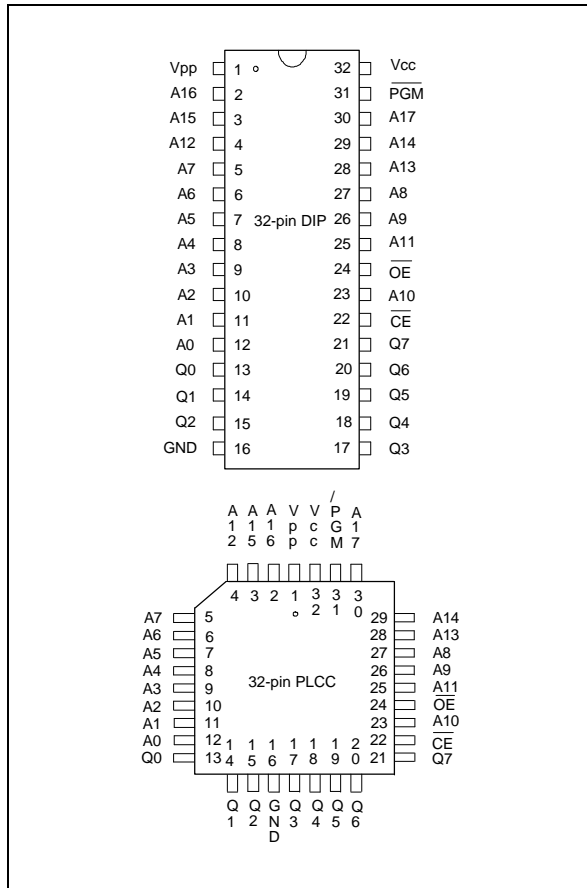 Vpp 1 32 Vcc
A16 2 31 PGM
A15 3 30 A17
A12 4 29 A14
A7 5 28 A13
A6 6 27 A8
A5 7 32-pin DIP 26 A9
A4 8 25 A11
A3 9 24 OE
A2 10 23 A10
A1 11 22 CE
A0 12 21 Q7
Q0 13 20 Q6
Q1 14 19 Q5
Q2 15 18 Q4
GND 16 17 Q3
A12 A15 A16 Vpp Vcc /PGM A17
4 3 2 1 32 31 30
A7 5 29 A14
A6 6 28 A13
A5 7 27 A8
A4 8 26 A9
A3 9 32-pin PLCC 25 A11
A2 10 24 OE
A1 11 23 A10
A0 12 22 CE
Q0 13 21 Q7
14 15 16 17 18 19 20
Q1 Q2 GND Q3 Q4 Q5 Q6